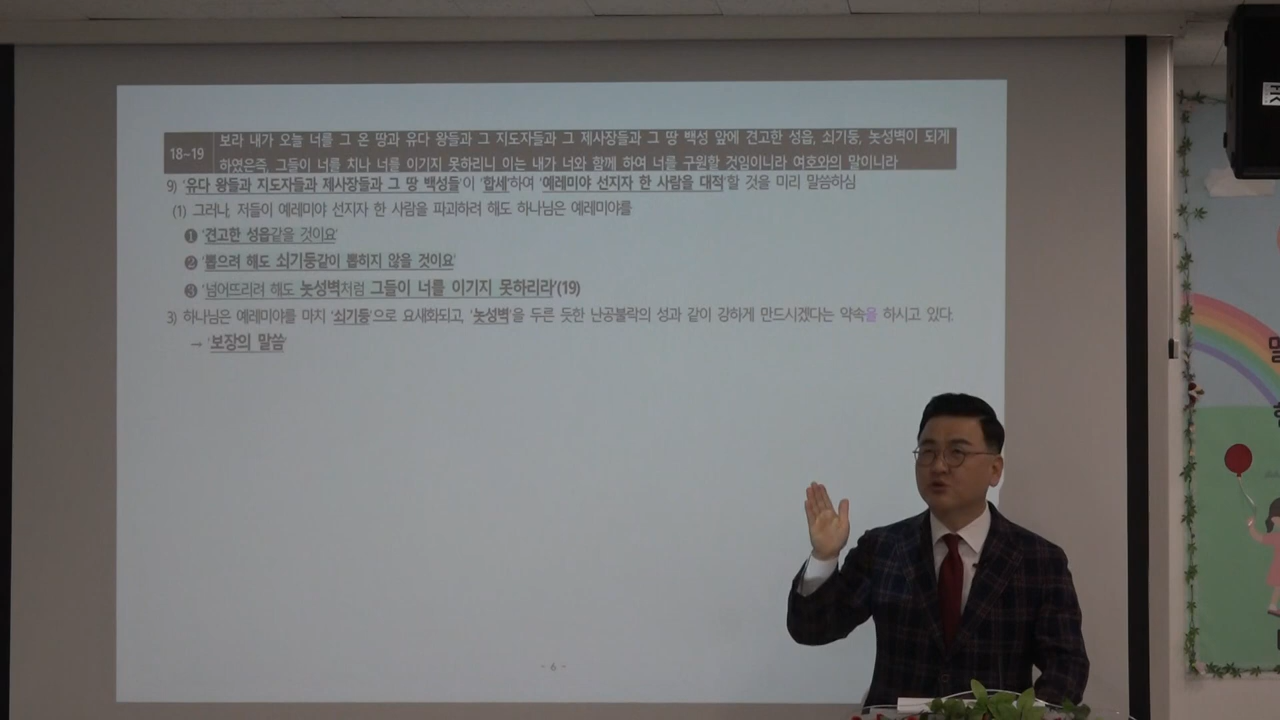 18~19
보라 내가 오늘 너를 그 온 땅과 유다 왕들과 그 지도자들과 그 제사장들과 그 땅 백성 앞에 견고한 성읍, 쇠기둥, 놋성벽이 되게
하였은즉, 그들이 너를 치나 너를 이기지 못하리니 이는 내가 너와 함께 하여 너를 구원할 것임이니라 여호와의 말이니라
9) '유다 왕들과 지도자들과 제사장들과 그 땅 백성들'이 '합세'하여 '예레미야 선지자 한 사람을 대적'할 것을 미리 말씀하심
(1) 그러나, 저들이 예레미야 선지자 한 사람을 파괴하려 해도 하나님은 예레미야를
❶ '견고한 성읍같을 것이요'
❷ '뽑으려 해도 쇠기둥같이 뽑히지 않을 것이요'
❸ '넘어뜨리려 해도 놋성벽처럼 그들이 너를 이기지 못하리라'(19)
3) 하나님은 예레미야를 마치 '쇠기둥'으로 요새화되고, '놋성벽'을 두른 듯한 난공불락의 성과 같이 강하게 만드시겠다는 약속을 하시고 있다.
→ '보장의 말씀'
- 6 -